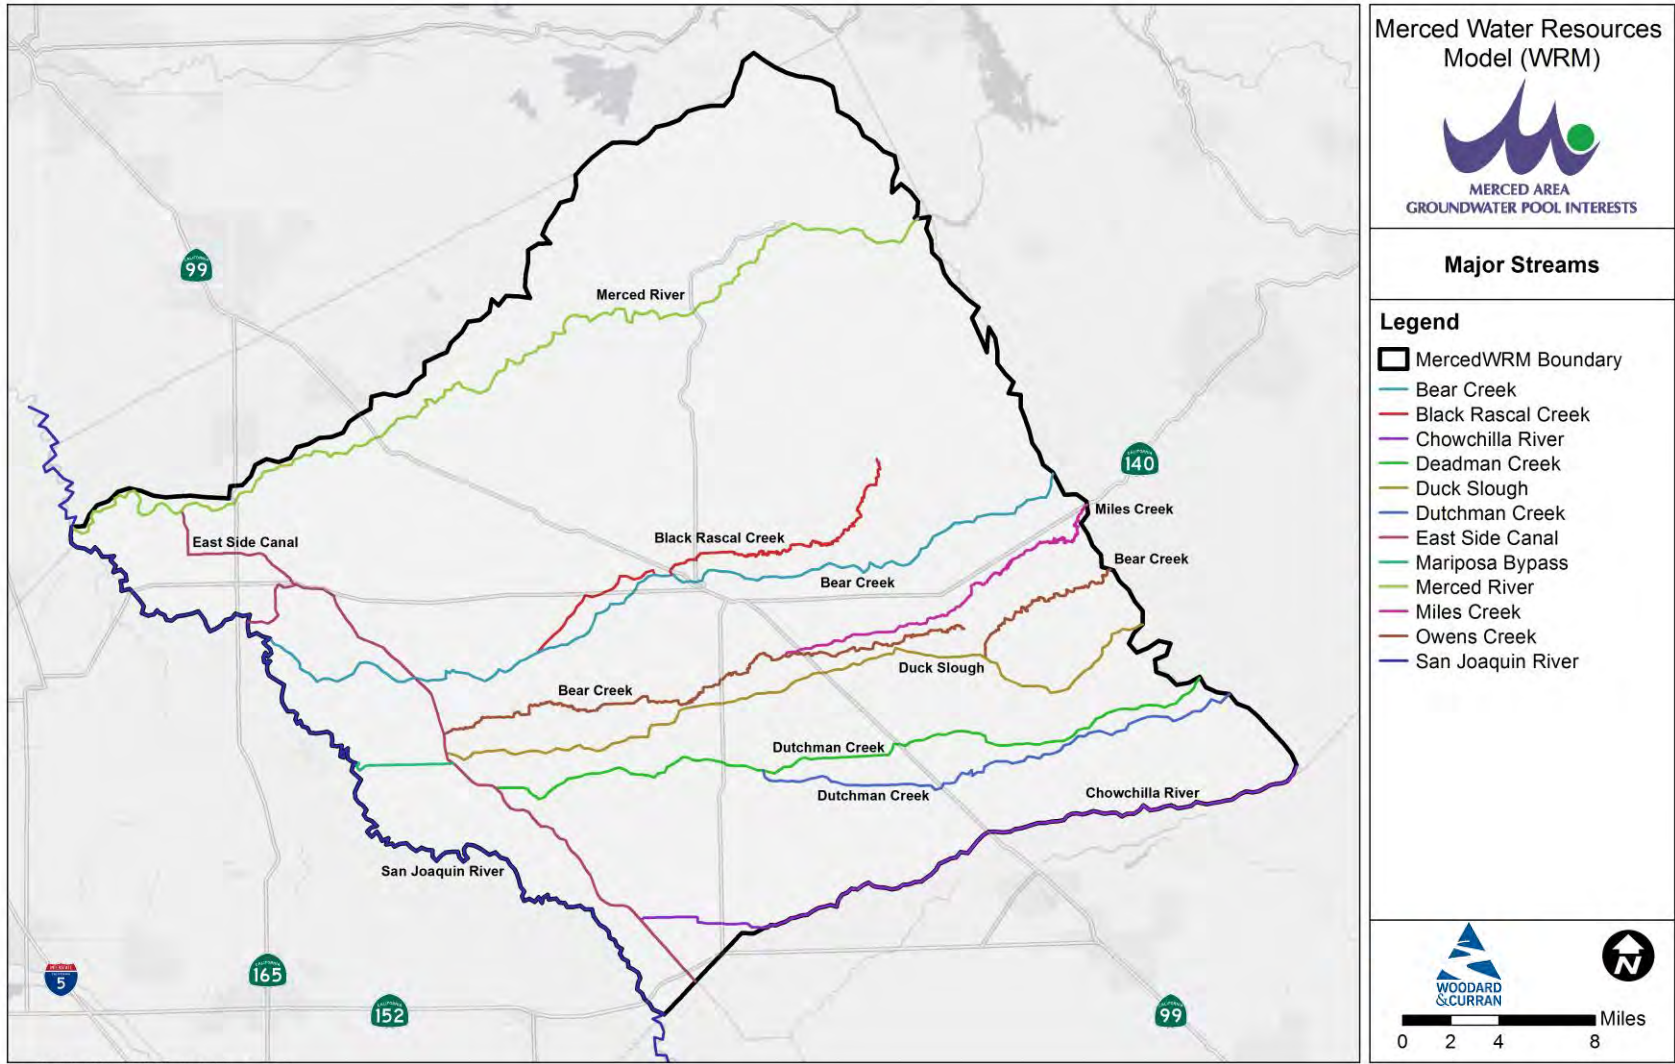 99
Merced River
140
Miles Creek
Black Rascal Creek
East Side Canal
Bear Creek
Bear Creek
Duck Slough
Bear Creek
Dutchman Creek
Dutchman Creek
Chowchilla River
San Joaquin River
CALIFORNIA
165
5
CALIFORNIA
152
99
Merced Water Resources
Model (WRM)
MERCED AREA
GROUNDWATER POOL INTERESTS
Major Streams
Legend
MercedWRM Boundary
Bear Creek
Black Rascal Creek
Chowchilla River
Deadman Creek
Duck Slough
Dutchman Creek
East Side Canal
Mariposa Bypass
Merced River
Miles Creek
Owens Creek
San Joaquin River
WOODARD
&CURRAN
N
Miles
0 2 4 8